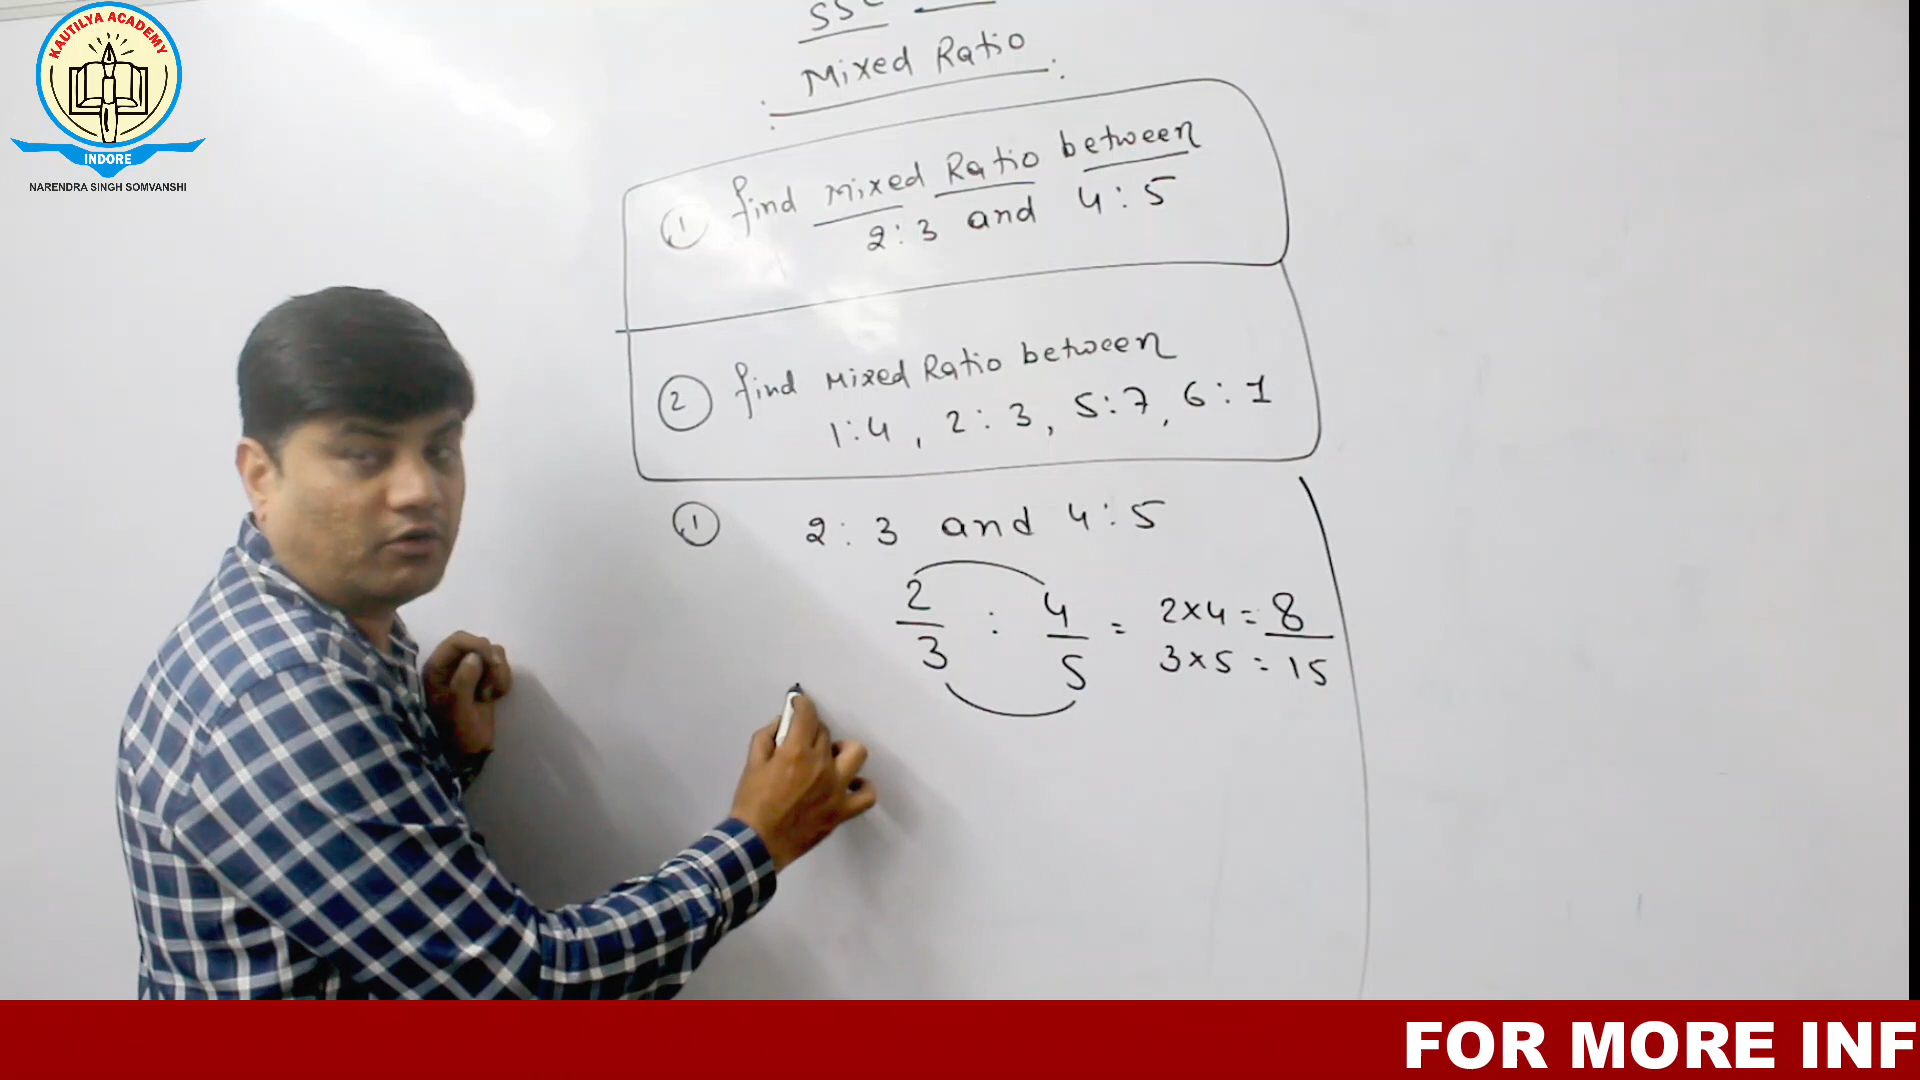 KAUTILYA ACADEMY
INDORE
NARENDRA SINGH SOMVANSHI
SSC
Mixed Ratio
① find Mixed Ratio between
2:3 and 4:5
② find Mixed Ratio between
1:4, 2:3, 5:7, 6:1
① 2:3 and 4:5
2/3 : 4/5 = 2×4 = 8
3×5 = 15
FOR MORE INF